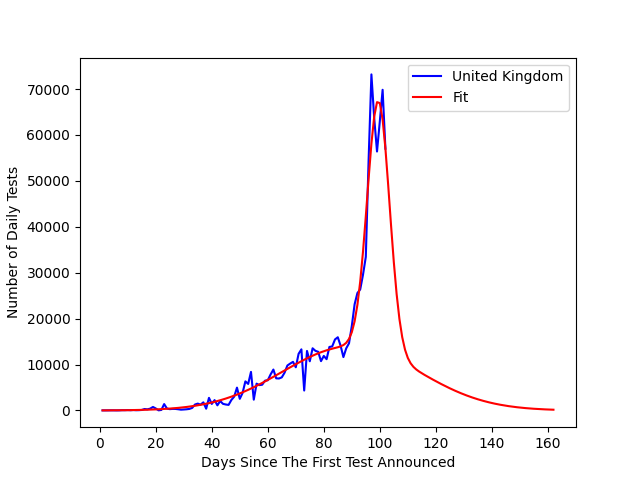 United Kingdom
Fit
Number of Daily Tests
70000
60000
50000
40000
30000
20000
10000
0
0 20 40 60 80 100 120 140 160
Days Since The First Test Announced